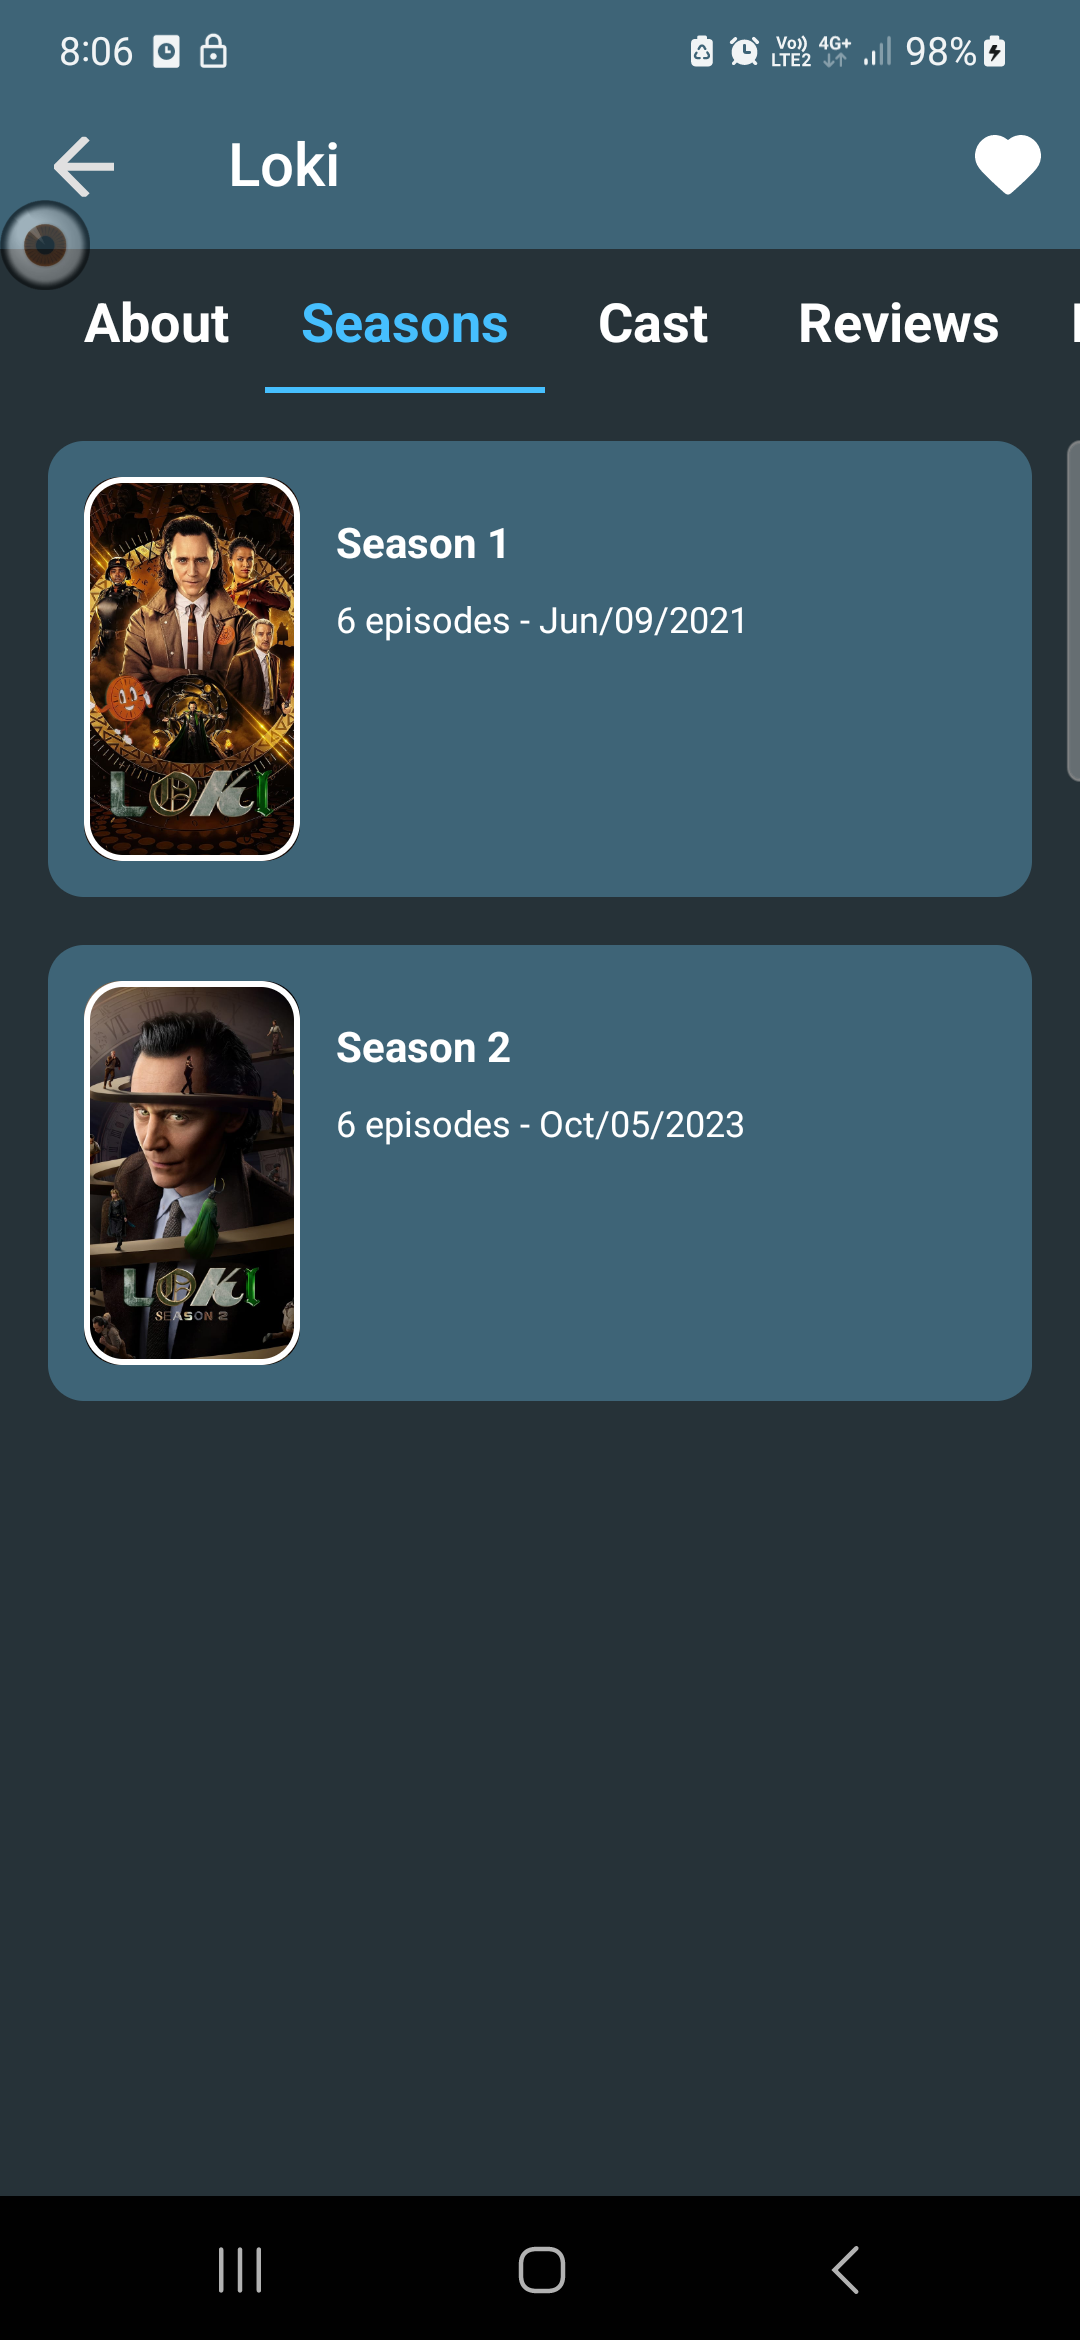 8:06
Vo)) LTE2 4G+ 98%
Loki
About Seasons Cast Reviews
Season 1
6 episodes - Jun/09/2021
LOKI
Season 2
6 episodes - Oct/05/2023
LOKI
SEASON 2